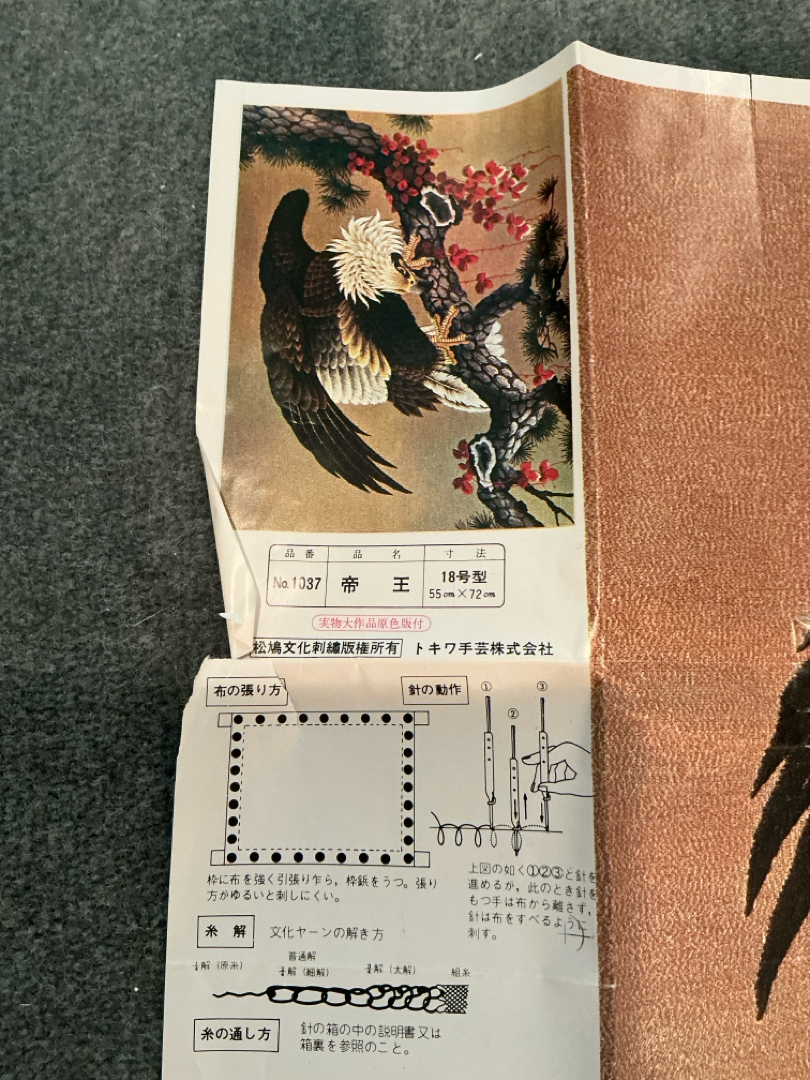 品番 品名 寸法
No.1037 帝王 18号型
55cm×72cm
実物大作品原色版付
松鳩文化刺繡版権所有 トキワ手芸株式会社
布の張り方
針の動作
① ② ③
枠に布を強く引張り乍ら，枠鋲をうつ。張り
方がゆるいと刺しにくい。
上図の如く①②③と針を
進めるが，此のとき針を
もつ手は布から離さず，
針は布をすべるように
刺す。
糸解 文化ヤーンの解き方
普通解
解（原糸） 解（細解） 解（太解） 組糸
糸の通し方
針の箱の中の説明書又は
箱裏を参照のこと。